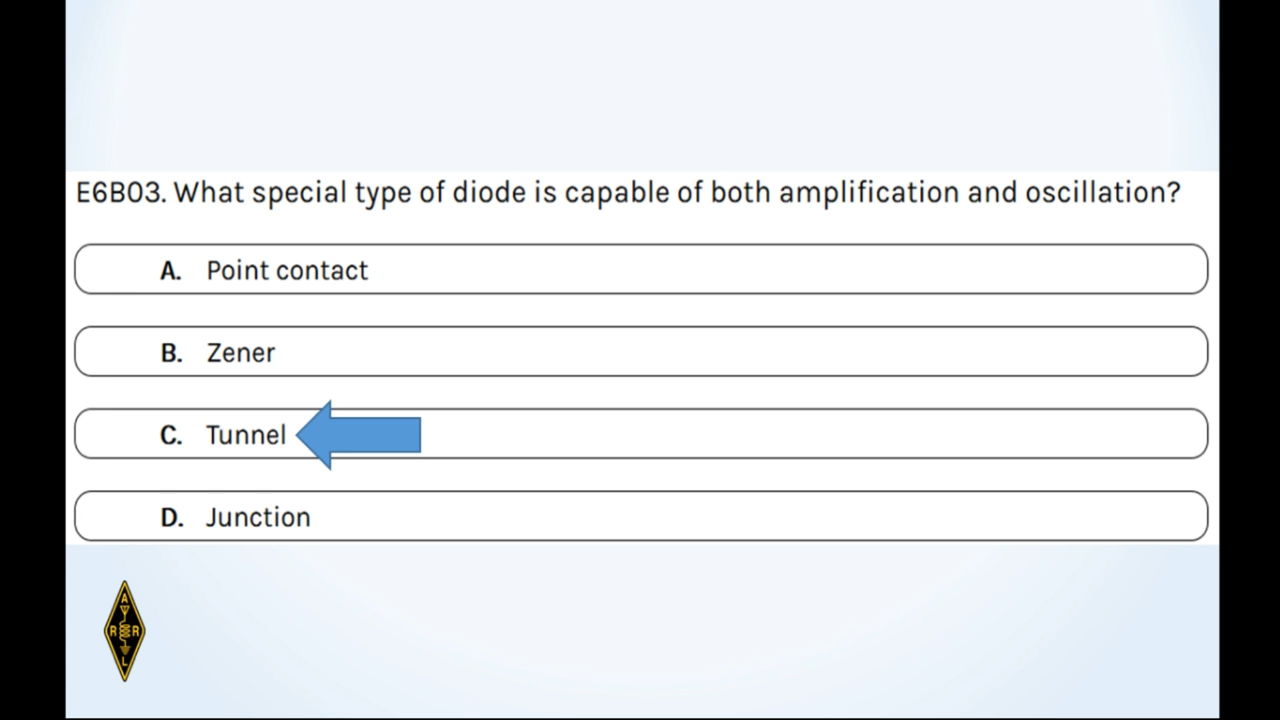 E6B03. What special type of diode is capable of both amplification and oscillation?
A. Point contact
B. Zener
C. Tunnel
D. Junction
A
R R
L